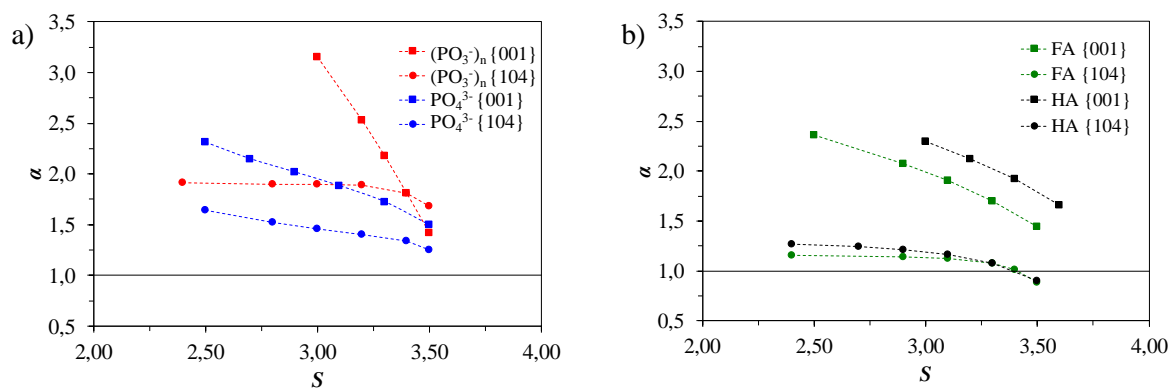 a)
α
3,5
3,0
2,5
2,0
1,5
1,0
0,5
2,00 2,50 3,00 3,50 4,00
S
(PO₃⁻)ₙ {001}
(PO₃⁻)ₙ {104}
PO₄³⁻ {001}
PO₄³⁻ {104}
b)
α
3,5
3,0
2,5
2,0
1,5
1,0
0,5
2,00 2,50 3,00 3,50 4,00
S
FA {001}
FA {104}
HA {001}
HA {104}